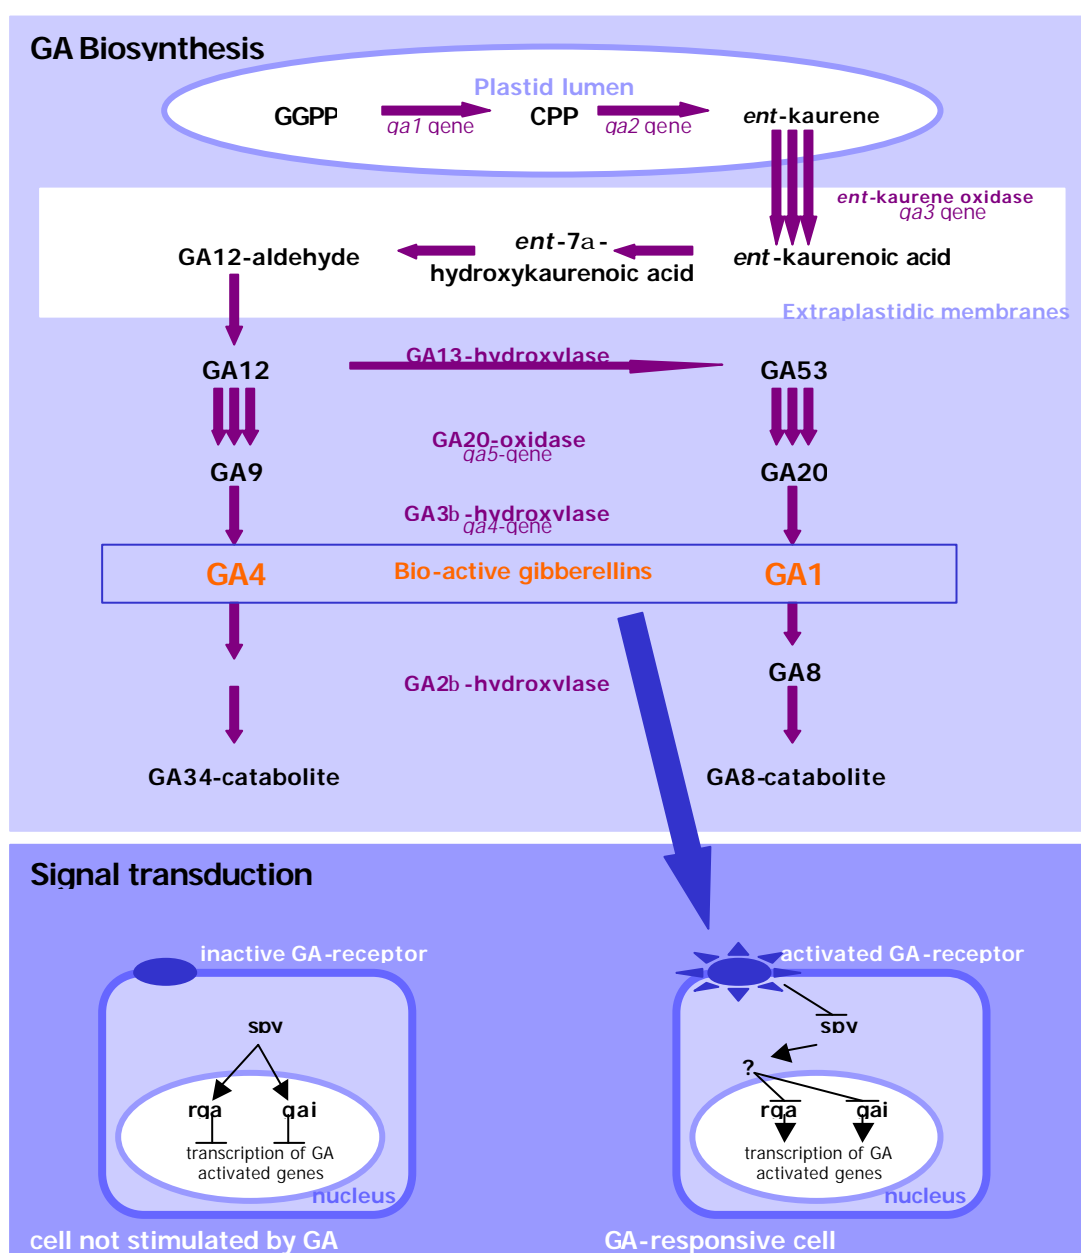 GA Biosynthesis
Plastid lumen
GGPP
ga1 gene
CPP
ga2 gene
ent-kaurene
ent-kaurene oxidase
ga3 gene
GA12-aldehyde
ent-7a-
hydroxykaurenoic acid
ent-kaurenoic acid
Extraplastidic membranes
GA12
GA13-hydroxylase
GA53
GA20-oxidase
ga5-gene
GA9
GA20
GA3b-hydroxylase
ga4-gene
GA4
Bio-active gibberellins
GA1
GA2b-hydroxylase
GA8
GA34-catabolite
GA8-catabolite
Signal transduction
inactive GA-receptor
spy
rga
gai
transcription of GA
activated genes
nucleus
cell not stimulated by GA
activated GA-receptor
spy
?
rga
gai
transcription of GA
activated genes
nucleus
GA-responsive cell